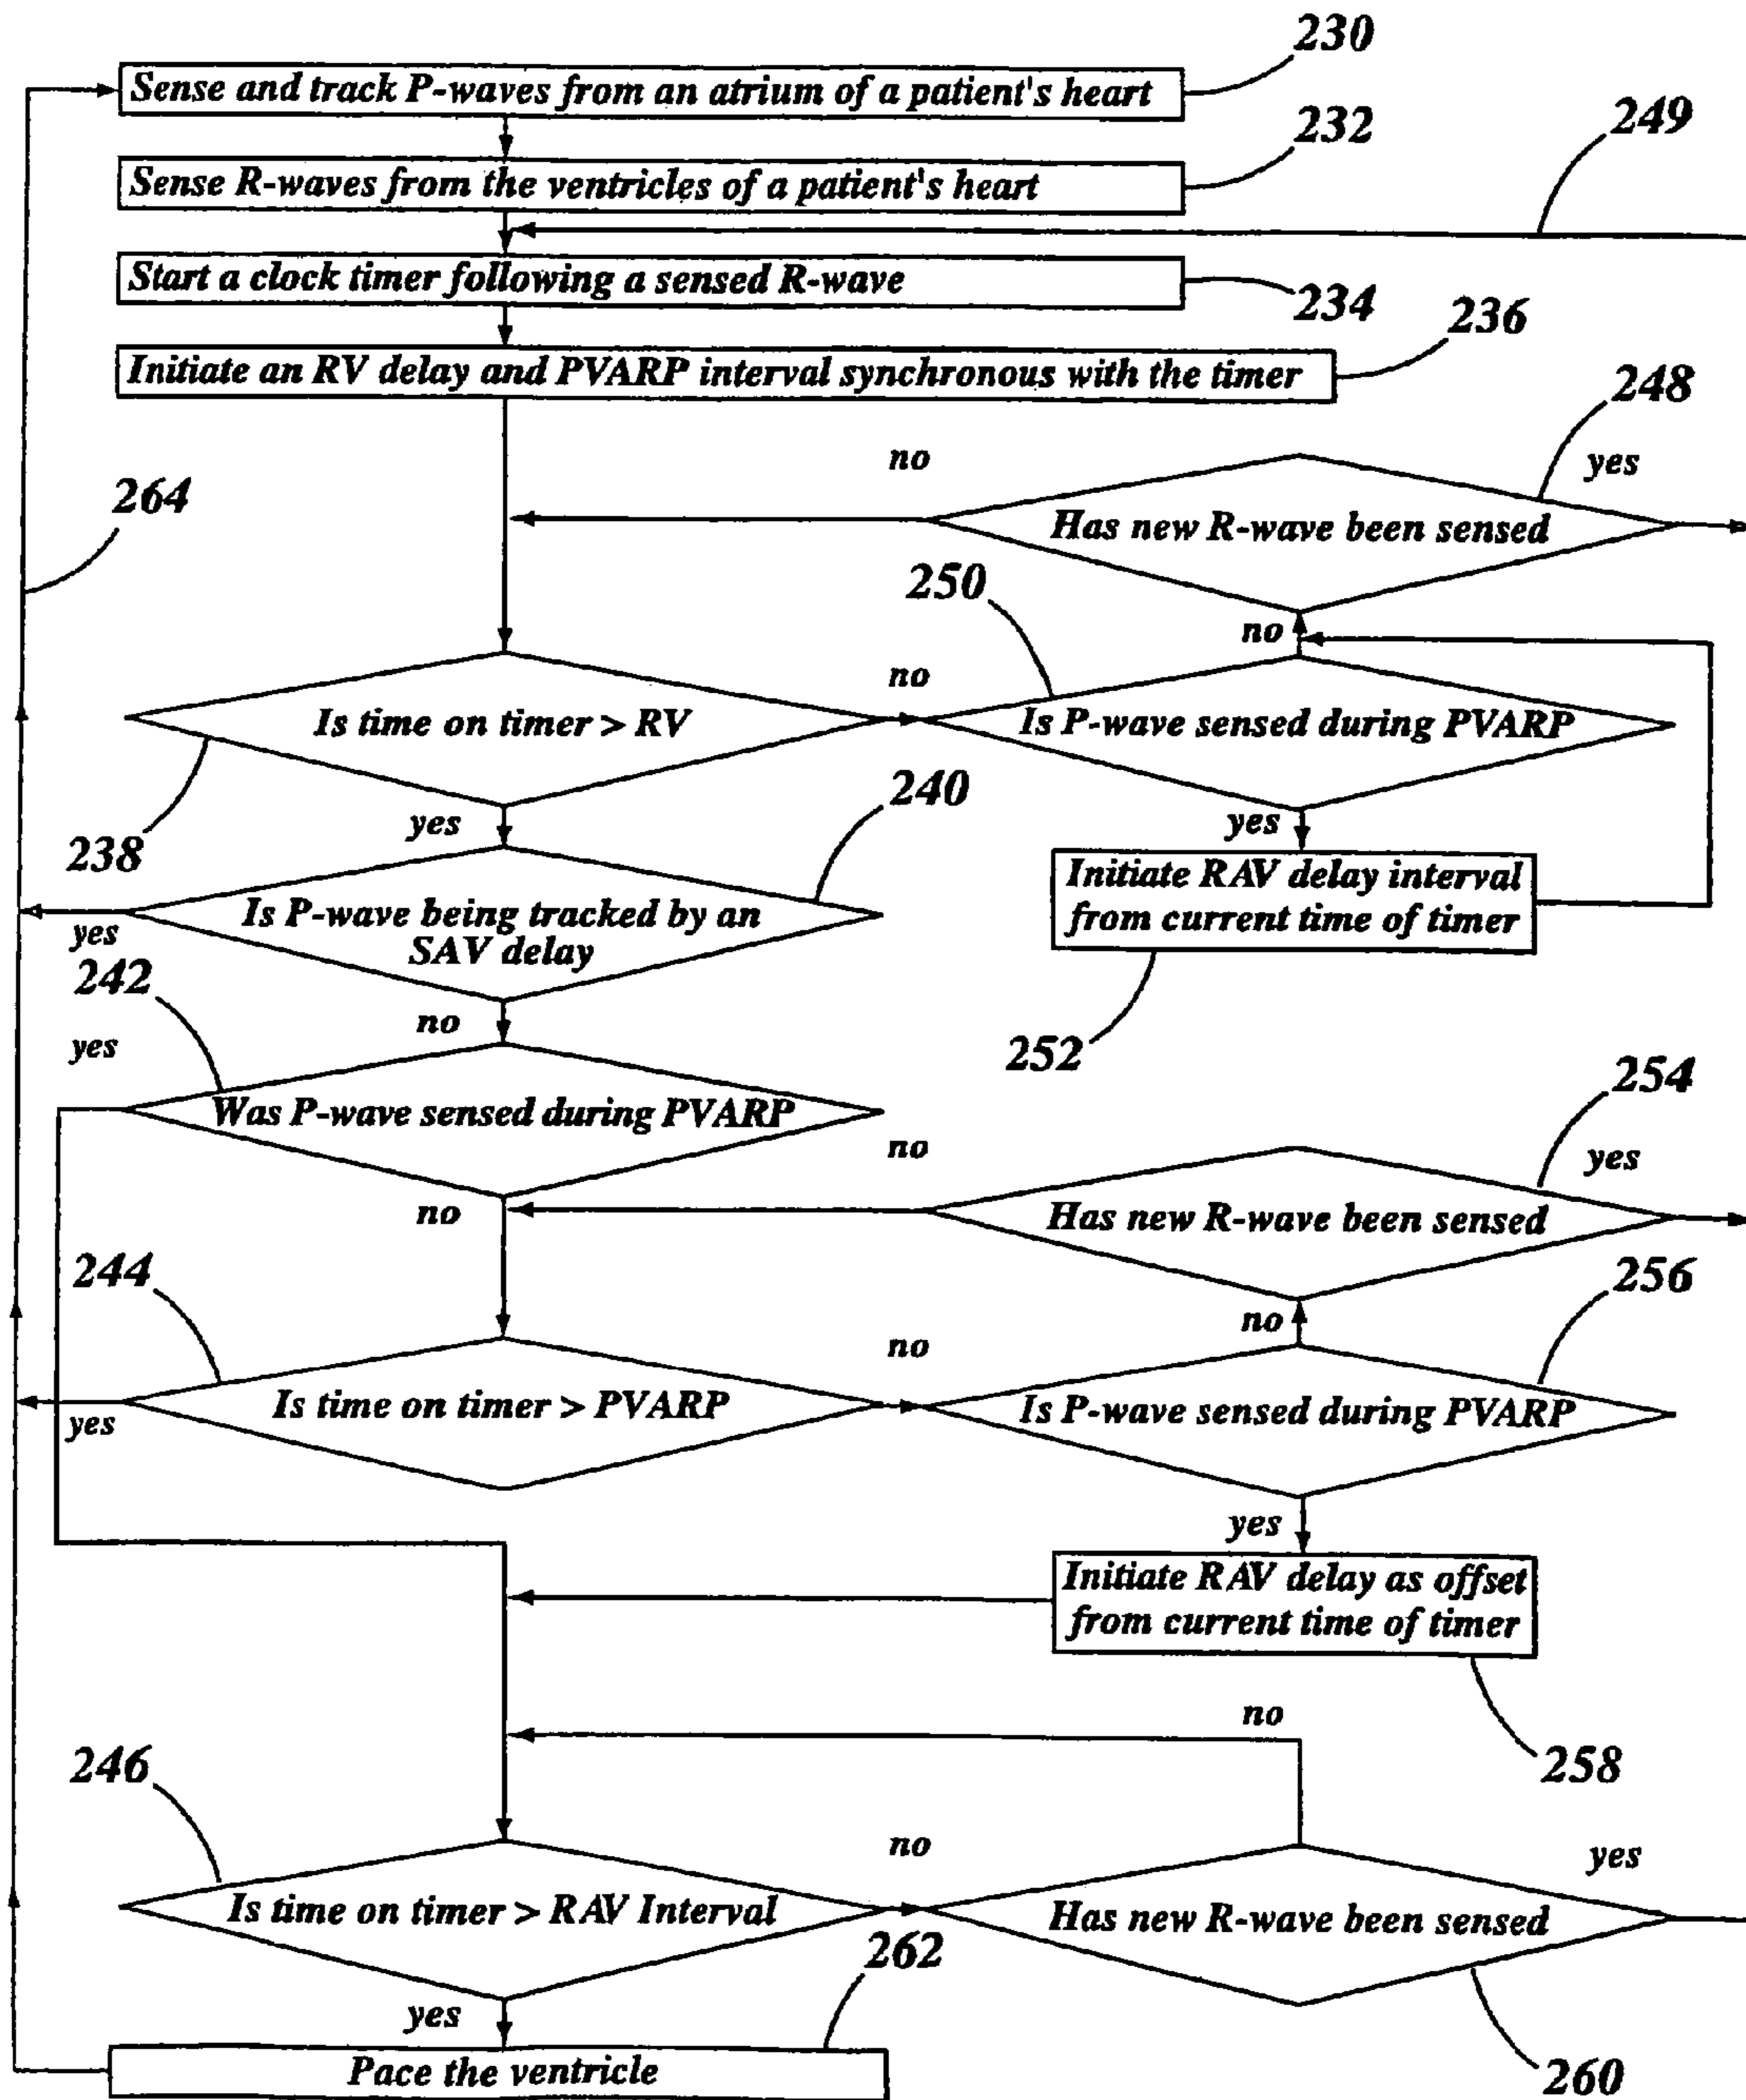 230
Sense and track P-waves from an atrium of a patient's heart
232
249
Sense R-waves from the ventricles of a patient's heart
Start a clock timer following a sensed R-wave
234
236
Initiate an RV delay and PVARP interval synchronous with the timer
248
no
yes
264
Has new R-wave been sensed
250
no
no
Is time on timer > RV
Is P-wave sensed during PVARP
240
yes
yes
238
Initiate RAV delay interval
from current time of timer
Is P-wave being tracked by an
SAV delay
yes
242
no
252
yes
254
Was P-wave sensed during PVARP
no
yes
no
Has new R-wave been sensed
244
256
no
no
Is time on timer > PVARP
Is P-wave sensed during PVARP
yes
yes
Initiate RAV delay as offset
from current time of timer
no
246
258
no
yes
Is time on timer > RAV Interval
Has new R-wave been sensed
262
yes
Pace the ventricle
260